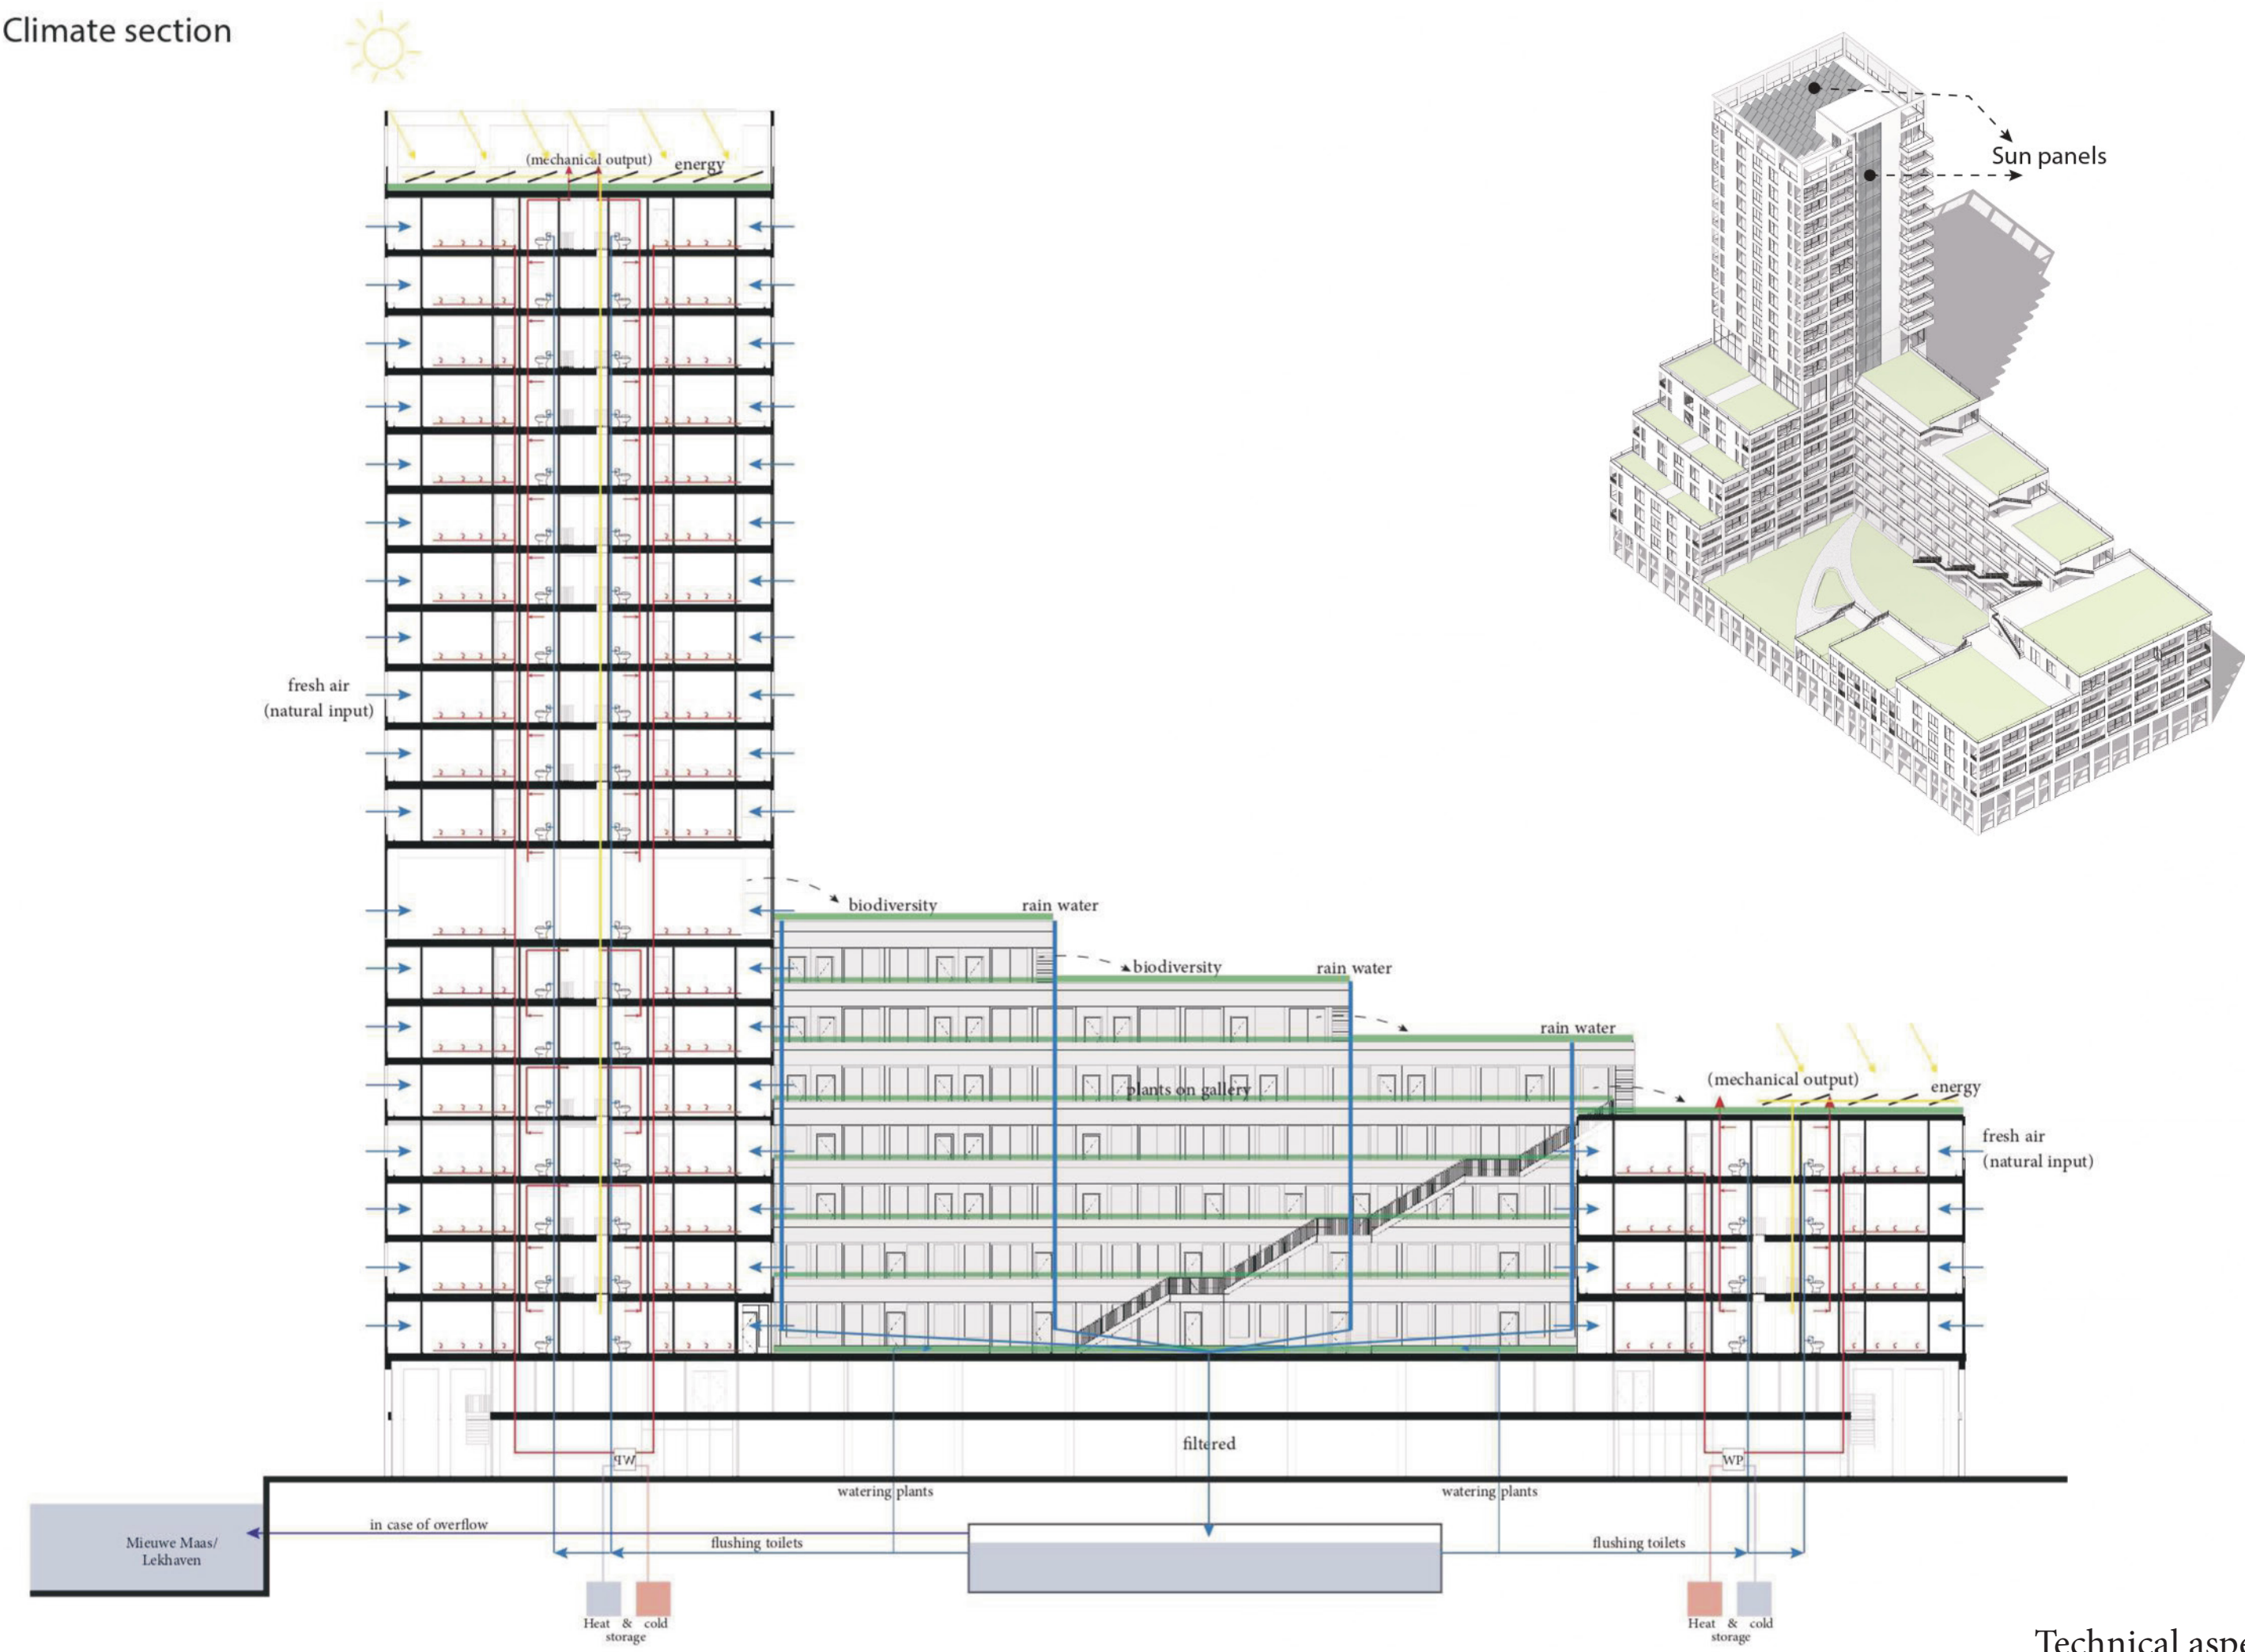 Climate section
Sun panels
(mechanical output)
energy
fresh air
(natural input)
biodiversity
rain water
biodiversity
rain water
rain water
plants on gallery
(mechanical output)
energy
fresh air
(natural input)
filtered
WP
WP
watering plants
watering plants
in case of overflow
Mieuwe Maas/
Lekhaven
flushing toilets
flushing toilets
Heat & cold
storage
Heat & cold
storage
Technical aspe